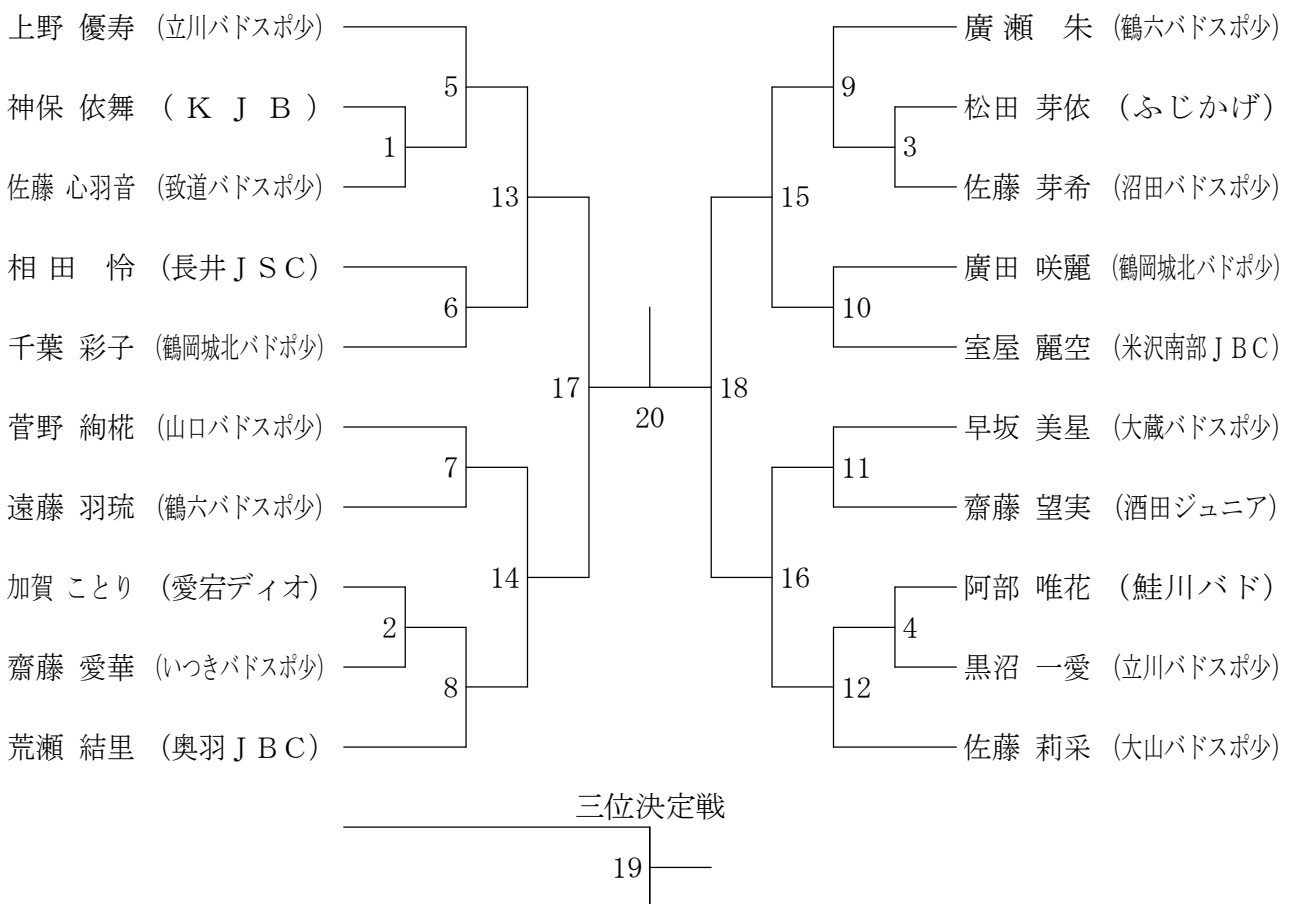 上野 優寿 (立川バドスポ少)
神保 依舞 (ＫＪＢ)
佐藤 心羽音 (致道バドスポ少)
相田 怜 (長井ＪＳＣ)
千葉 彩子 (鶴岡城北バドポ少)
菅野 絢椛 (山口バドスポ少)
遠藤 羽琉 (鶴六バドスポ少)
加賀 ことり (愛宕ディオ)
齋藤 愛華 (いつきバドスポ少)
荒瀬 結里 (奥羽ＪＢＣ)
5
1
13
6
17
7
14
2
8
20
廣瀬 朱 (鶴六バドスポ少)
松田 芽依 (ふじかげ)
佐藤 芽希 (沼田バドスポ少)
廣田 咲麗 (鶴岡城北バドポ少)
室屋 麗空 (米沢南部ＪＢＣ)
早坂 美星 (大蔵バドスポ少)
齋藤 望実 (酒田ジュニア)
阿部 唯花 (鮭川バド)
黒沼 一愛 (立川バドスポ少)
佐藤 莉采 (大山バドスポ少)
9
3
15
10
18
11
16
4
12
三位決定戦
19